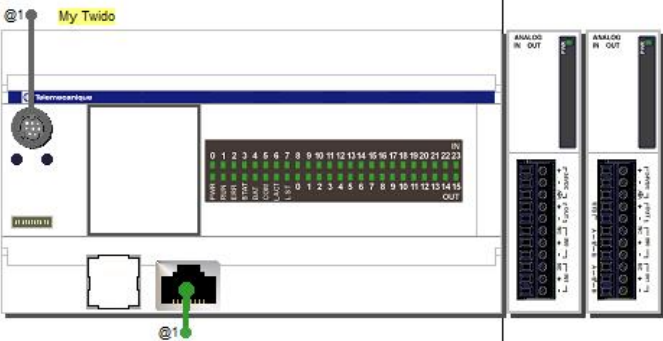 @1
My Twido
ANALOG
IN OUT
PWR
ANALOG
IN OUT
PWR
Telemecanique
IN
0 1 2 3 4 5 6 7 8 9 10 11 12 13 14 15 16 17 18 19 20 21 22 23
PWR RUN ERR STAT BAT COM L.ACT L.ST 0 1 2 3 4 5 6 7 8 9 10 11 12 13 14 15
OUT
@1